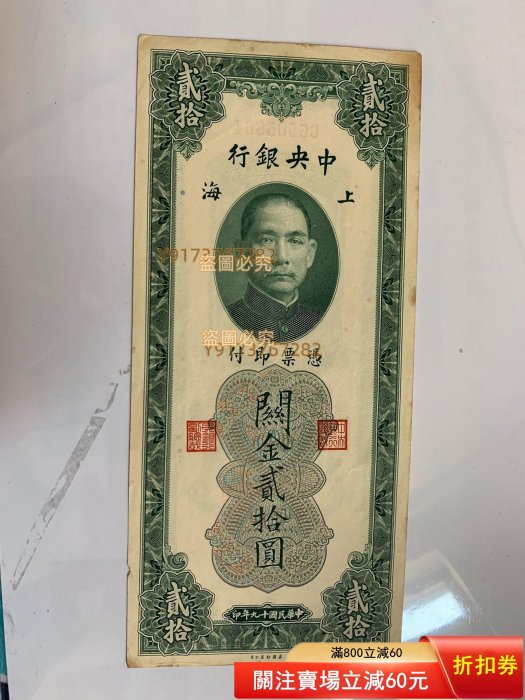 貳拾
貳拾
中央銀行
上海
Y9173767283
盜圖必究
盜圖必究
Y9173767283
憑票即付
關金貳拾圓
貳拾
貳拾
中華民國十九年印
滿800立減60
關注賣場立減60元
折扣券